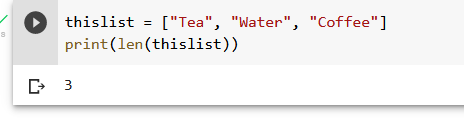 thislist = ["Tea", "Water", "Coffee"]
print(len(thislist))
3